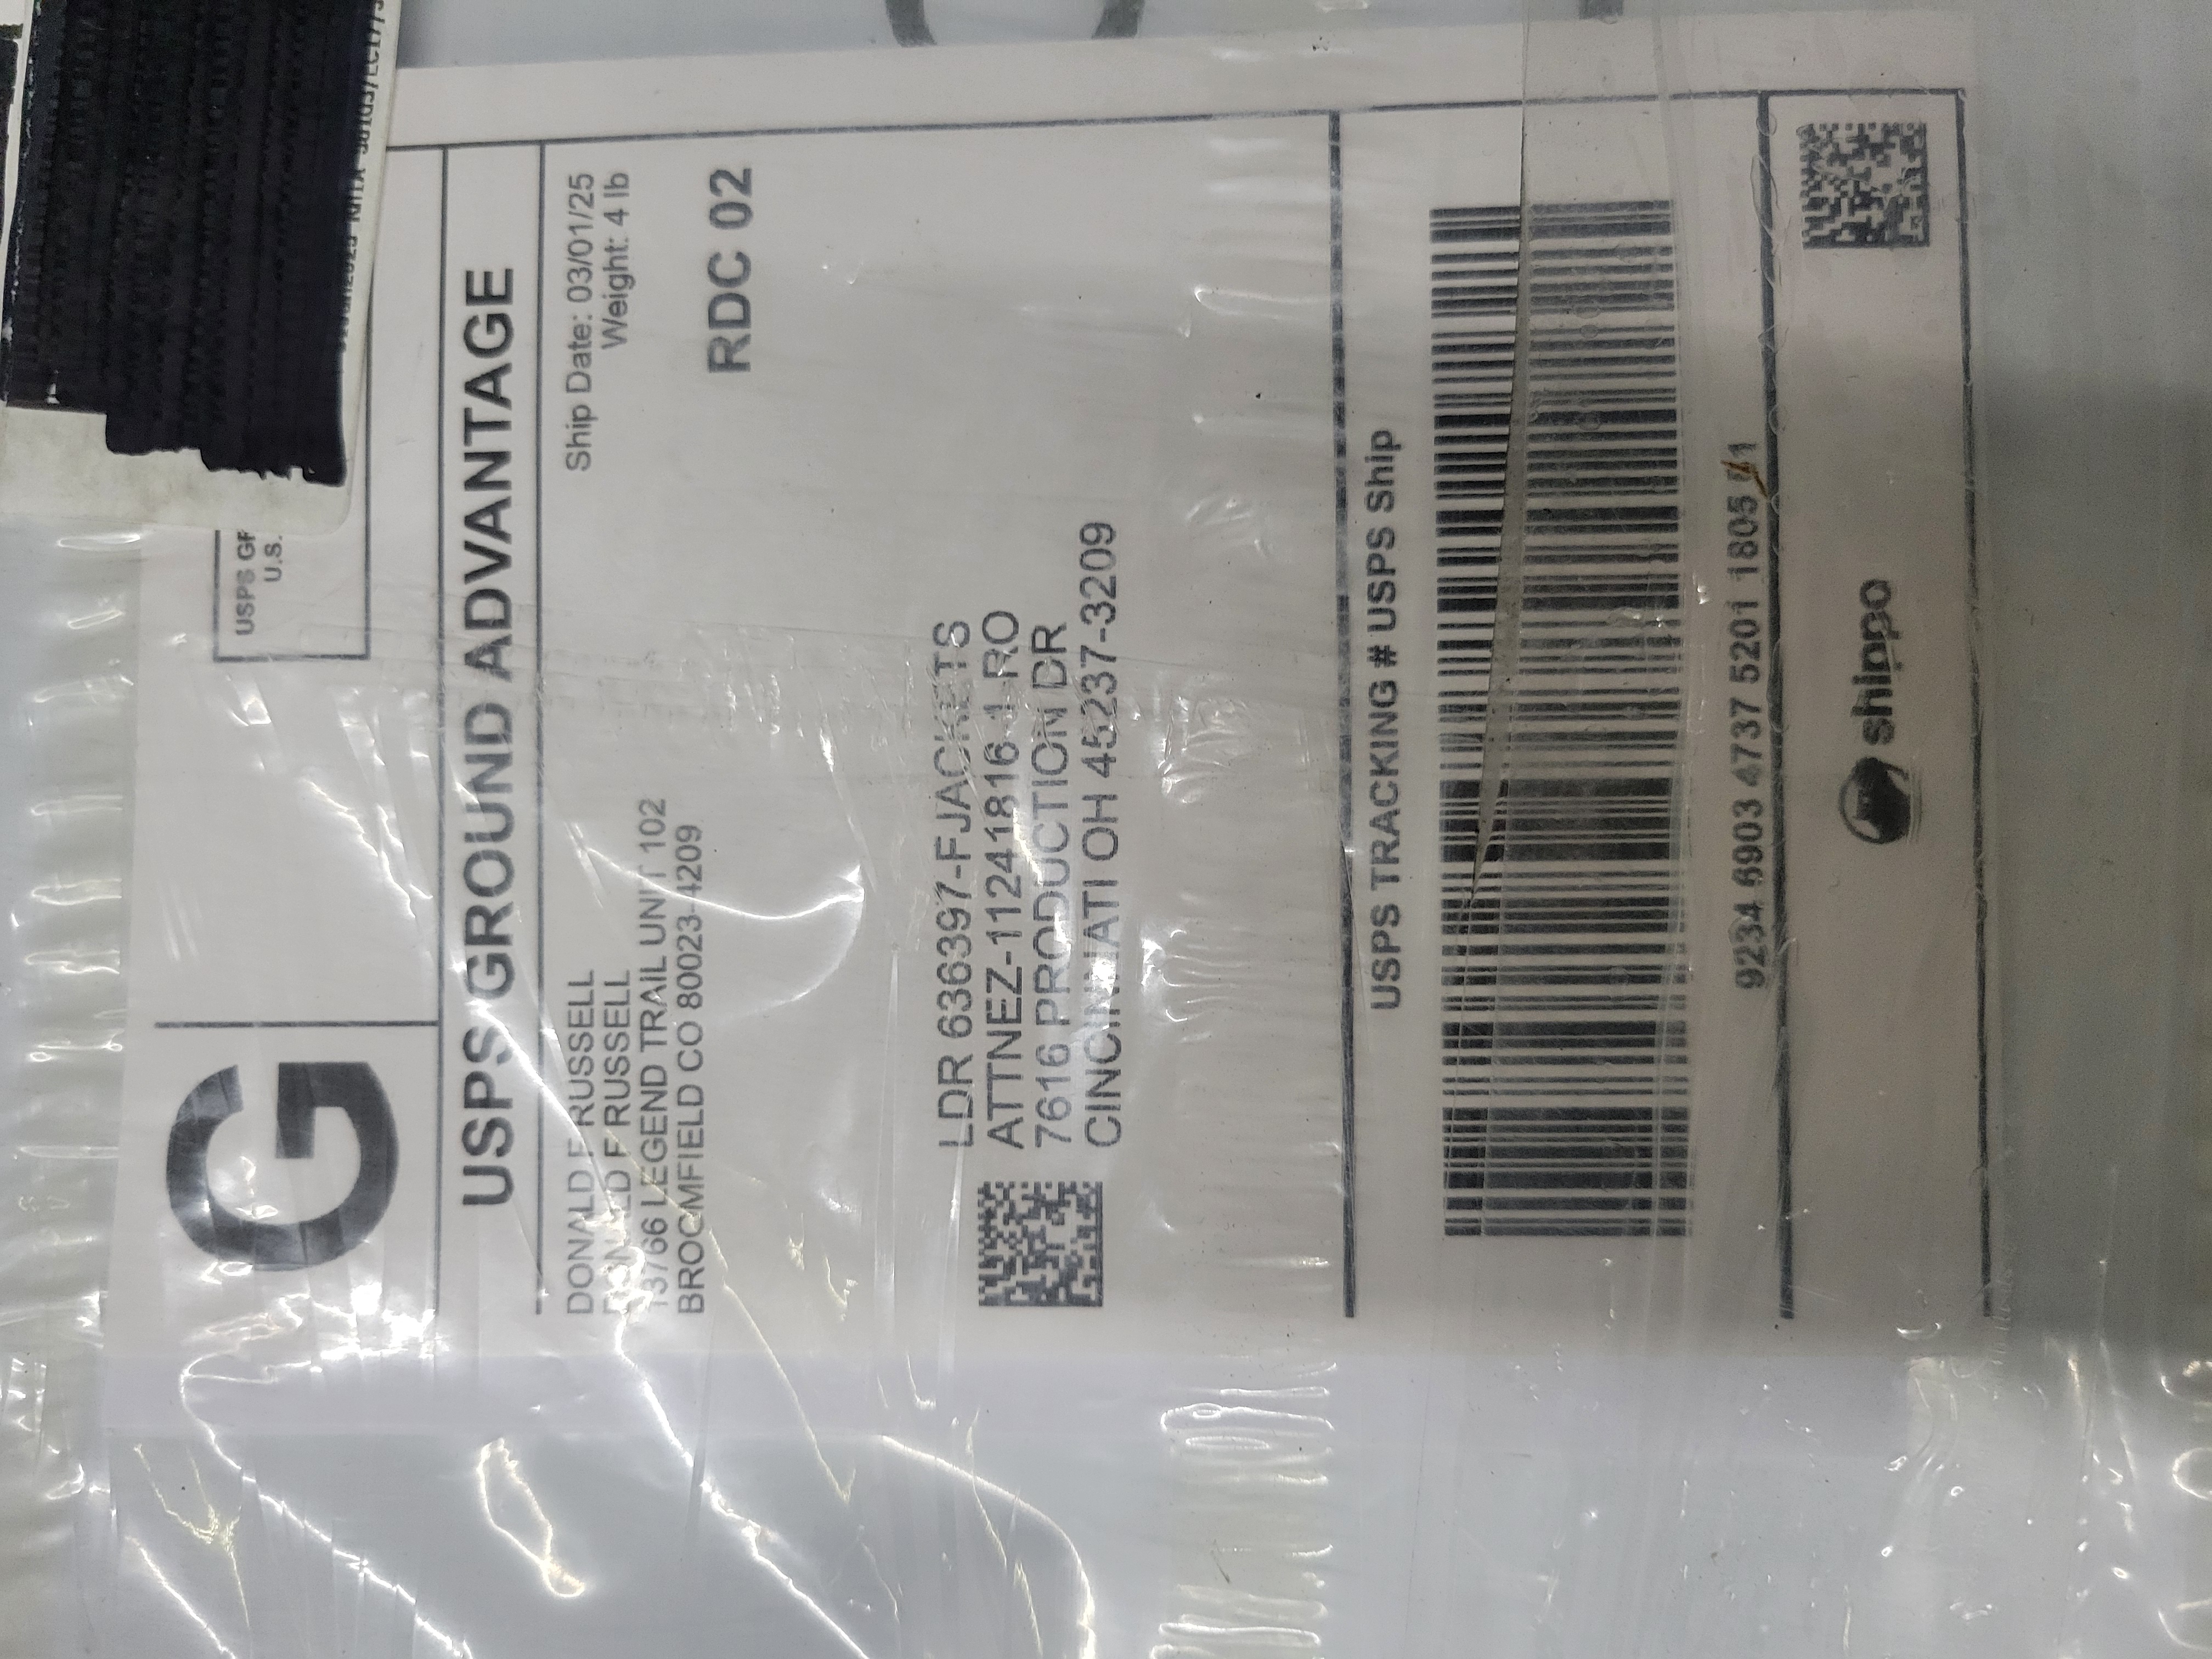 G
USPS GR
U.S.
USPS GROUND ADVANTAGE
DONALD F RUSSELL
DONALD F RUSSELL
13766 LEGEND TRAIL UNIT 102
BROOMFIELD CO 80023-4209
Ship Date: 03/01/25
Weight: 4 lb
RDC 02
LDR 636397-FJACKETS
ATTNEZ-11241816-1 RO
7616 PRODUCTION DR
CINCINNATI OH 45237-3209
USPS TRACKING # USPS Ship
9234 6903 4737 5201 1805
shippo